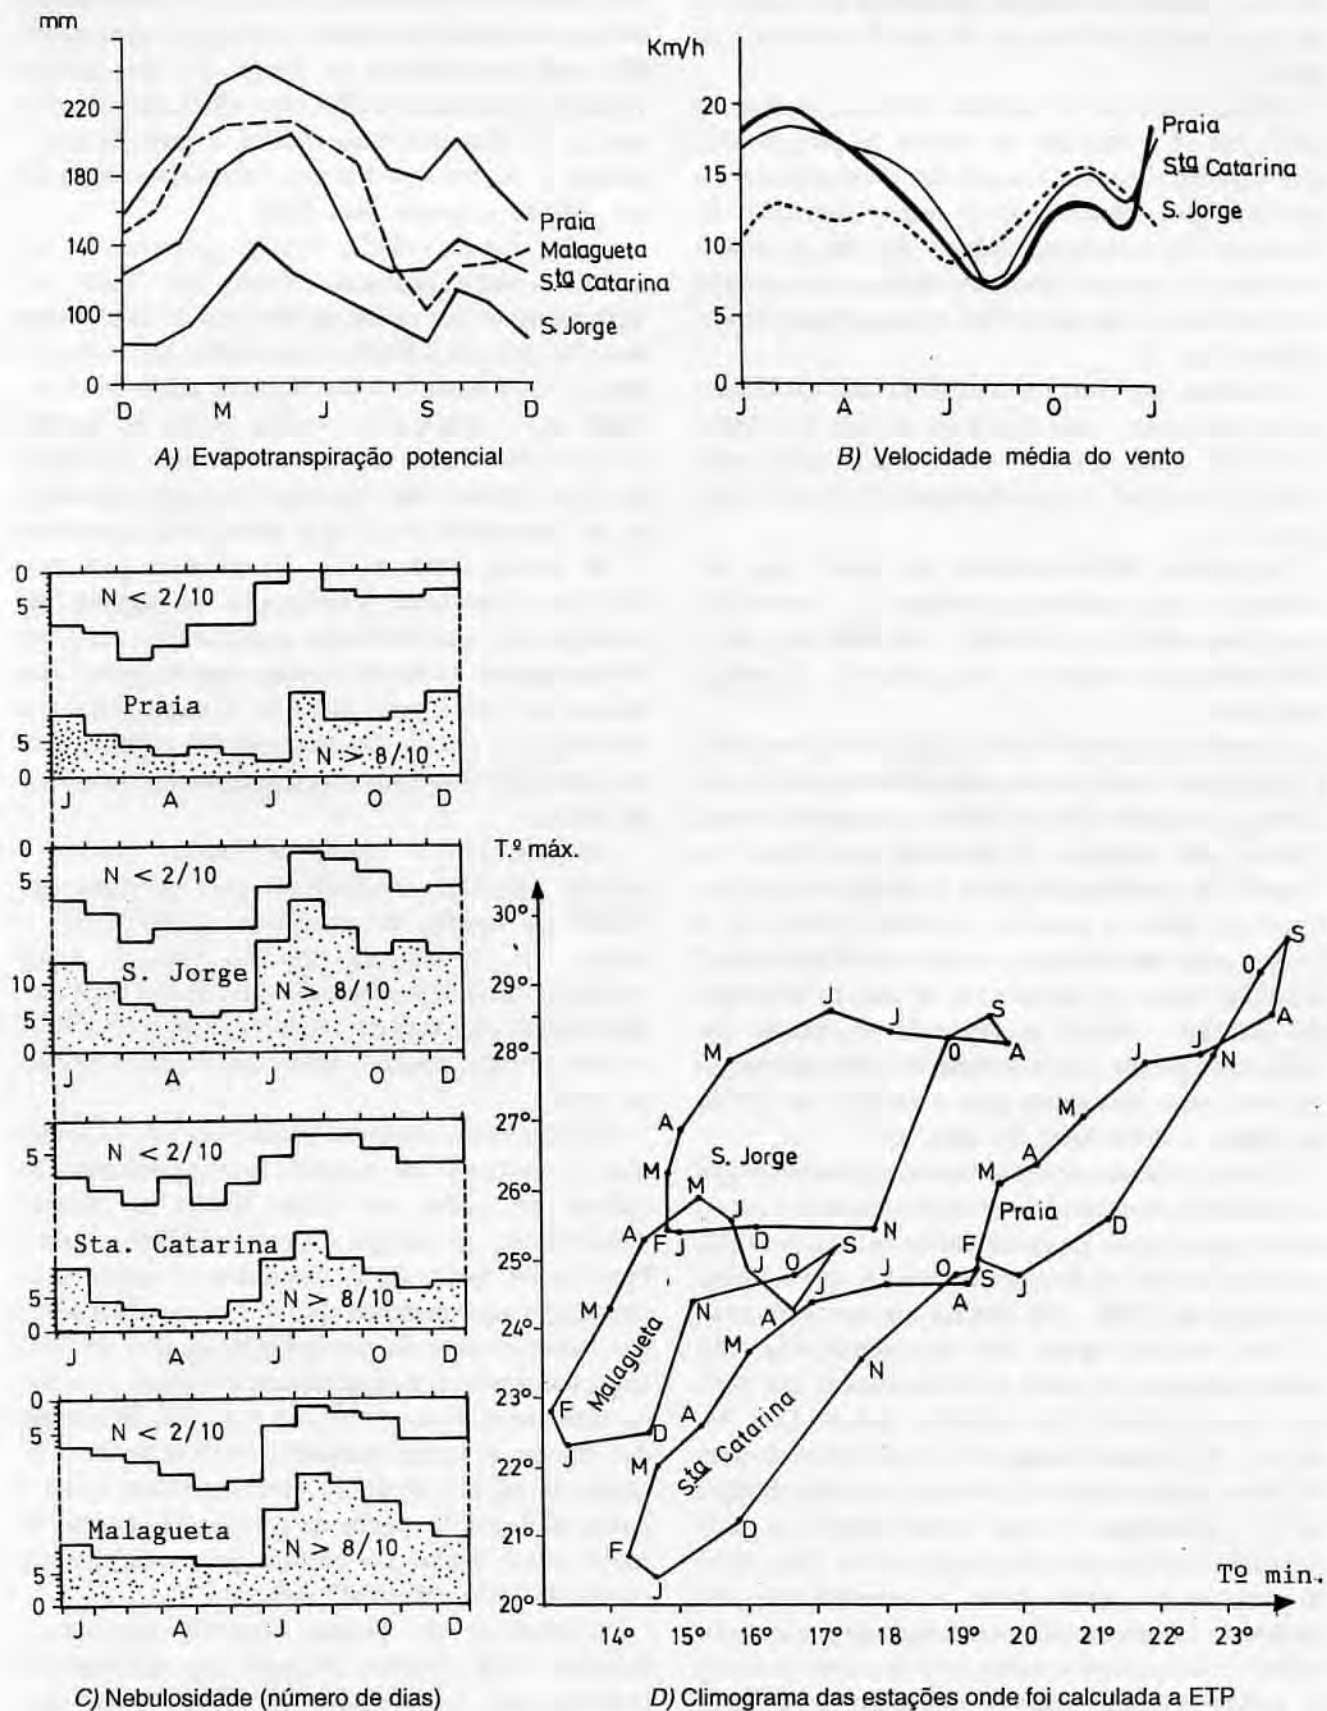 mm
220
180
140
100
0
D M J S D
Praia
Malagueta
Sta Catarina
S. Jorge
A) Evapotranspiração potencial
Km/h
20
15
10
5
0
J A J O J
Praia
Sta Catarina
S. Jorge
B) Velocidade média do vento
0
5
N < 2/10
Praia
5
0
N > 8/10
J A J O D
0
5
N < 2/10
S. Jorge
10
5
0
N > 8/10
J A J O D
5
N < 2/10
Sta. Catarina
5
0
N > 8/10
J A J O D
0
5
N < 2/10
Malagueta
5
0
N > 8/10
J A J O D
C) Nebulosidade (número de dias)
T.º máx.
30º
29º
28º
27º
26º
25º
24º
23º
22º
21º
20º
S. Jorge
J J S O A M A M F J D N
Praia
S O A N J J M A M F J D
Malagueta
M J A J S O A N M F J D
Sta Catarina
J O S A M N A M D F J
Tº min.
14º 15º 16º 17º 18º 19º 20 21º 22º 23º
D) Climograma das estações onde foi calculada a ETP